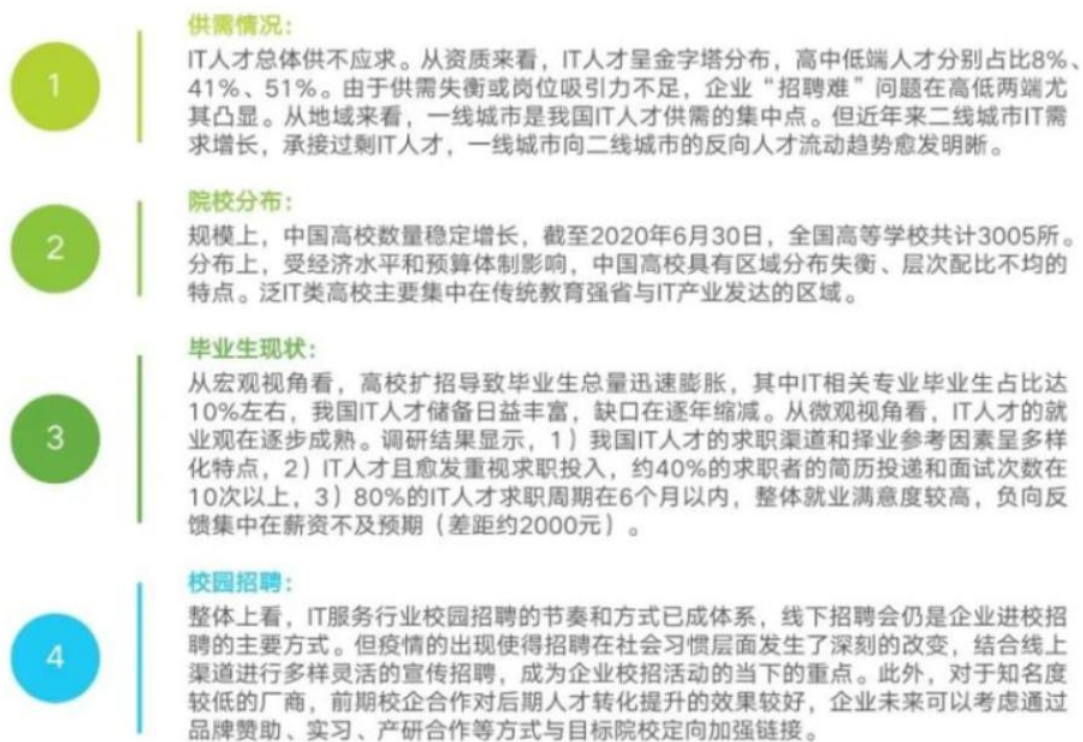 1
供需情况：
IT人才总体供不应求。从资质来看，IT人才呈金字塔分布，高中低端人才分别占比8%、
41%、51%。由于供需失衡或岗位吸引力不足，企业“招聘难”问题在高低两端尤
其凸显。从地域来看，一线城市是我国IT人才供需的集中点。但近年来二线城市IT需
求增长，承接过剩IT人才，一线城市向二线城市的反向人才流动趋势愈发明晰。
2
院校分布：
规模上，中国高校数量稳定增长，截至2020年6月30日，全国高等学校共计3005所。
分布上，受经济水平和预算体制影响，中国高校具有区域分布失衡、层次配比不均的
特点。泛IT类高校主要集中在传统教育强省与IT产业发达的区域。
3
毕业生现状：
从宏观视角看，高校扩招导致毕业生总量迅速膨胀，其中IT相关专业毕业生占比达
10%左右，我国IT人才储备日益丰富，缺口在逐年缩减。从微观视角看，IT人才的就
业观在逐步成熟。调研结果显示，1）我国IT人才的求职渠道和择业参考因素呈多样
化特点，2）IT人才且愈发重视求职投入，约40%的求职者的简历投递和面试次数在
10次以上，3）80%的IT人才求职周期在6个月以内，整体就业满意度较高，负向反
馈集中在薪资不及预期（差距约2000元）。
4
校园招聘：
整体上看，IT服务行业校园招聘的节奏和方式已成体系，线下招聘会仍是企业进校招
聘的主要方式。但疫情的出现使得招聘在社会习惯层面发生了深刻的改变，结合线上
渠道进行多样灵活的宣传招聘，成为企业校招活动的当下的重点。此外，对于知名度
较低的厂商，前期校企合作对后期人才转化提升的效果较好，企业未来可以考虑通过
品牌赞助、实习、产研合作等方式与目标院校定向加强链接。